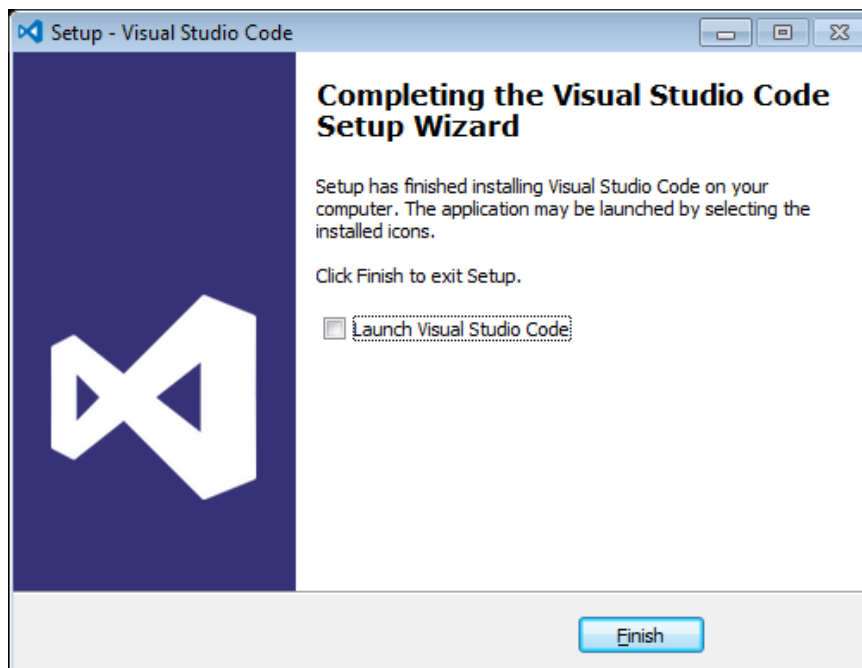 Setup - Visual Studio Code
Completing the Visual Studio Code
Setup Wizard
Setup has finished installing Visual Studio Code on your
computer. The application may be launched by selecting the
installed icons.
Click Finish to exit Setup.
Launch Visual Studio Code
Finish